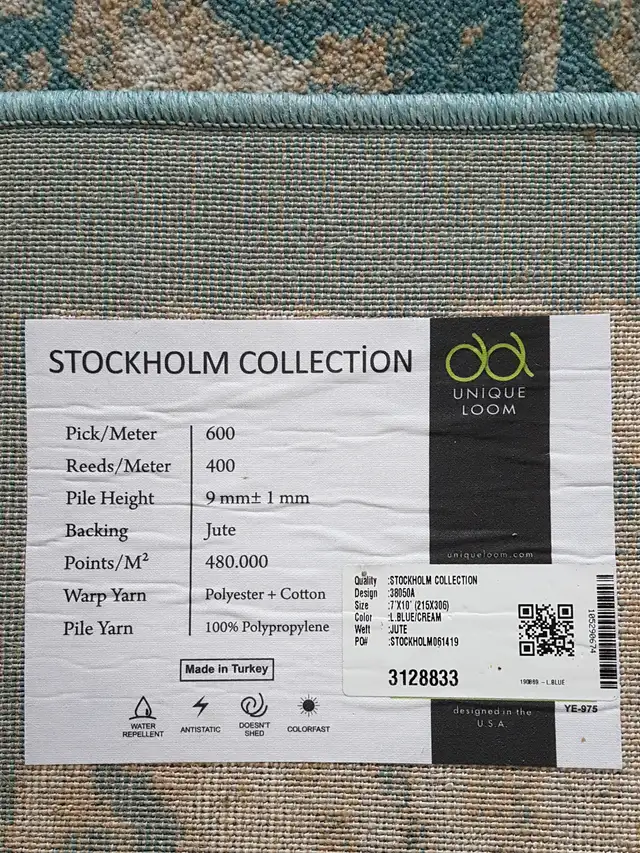 STOCKHOLM COLLECTİON
UNIQUE
LOOM
Pick/Meter 600
Reeds/Meter 400
Pile Height 9 mm± 1 mm
Backing Jute
Points/M² 480.000
Warp Yarn Polyester + Cotton
Pile Yarn 100% Polypropylene
Made in Turkey
WATER
REPELLENT
ANTISTATIC
DOESN'T
SHED
COLORFAST
uniqueloom.com
Quality :STOCKHOLM COLLECTION
Design :38050A
Size :7'X10' (215X306)
Color :L.BLUE/CREAM
Weft :JUTE
PO# :STOCKHOLM061419
3128833
190889 - L.BLUE
1052590674
designed in the
U.S.A.
YE-975